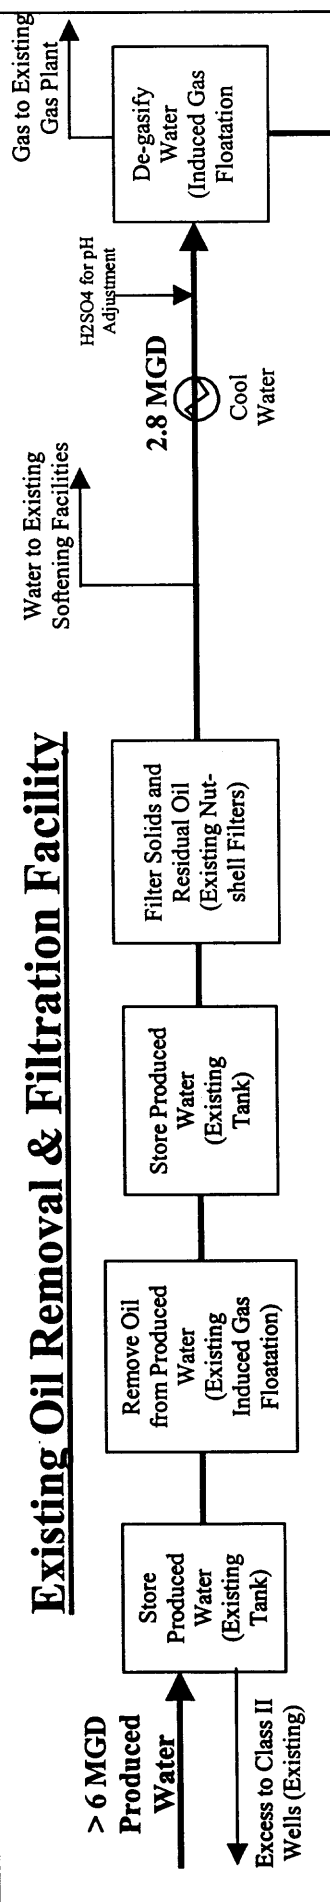 Existing Oil Removal & Filtration Facility
> 6 MGD
Produced
Water
Excess to Class II
Wells (Existing)
Store
Produced
Water
(Existing
Tank)
Remove Oil
from Produced
Water
(Existing
Induced Gas
Floatation)
Store Produced
Water
(Existing
Tank)
Filter Solids and
Residual Oil
(Existing Nut-
shell Filters)
Water to Existing
Softening Facilities
2.8 MGD
Cool
Water
H2SO4 for pH
Adjustment
De-gasify
Water
(Induced Gas
Floatation)
Gas to Existing
Gas Plant